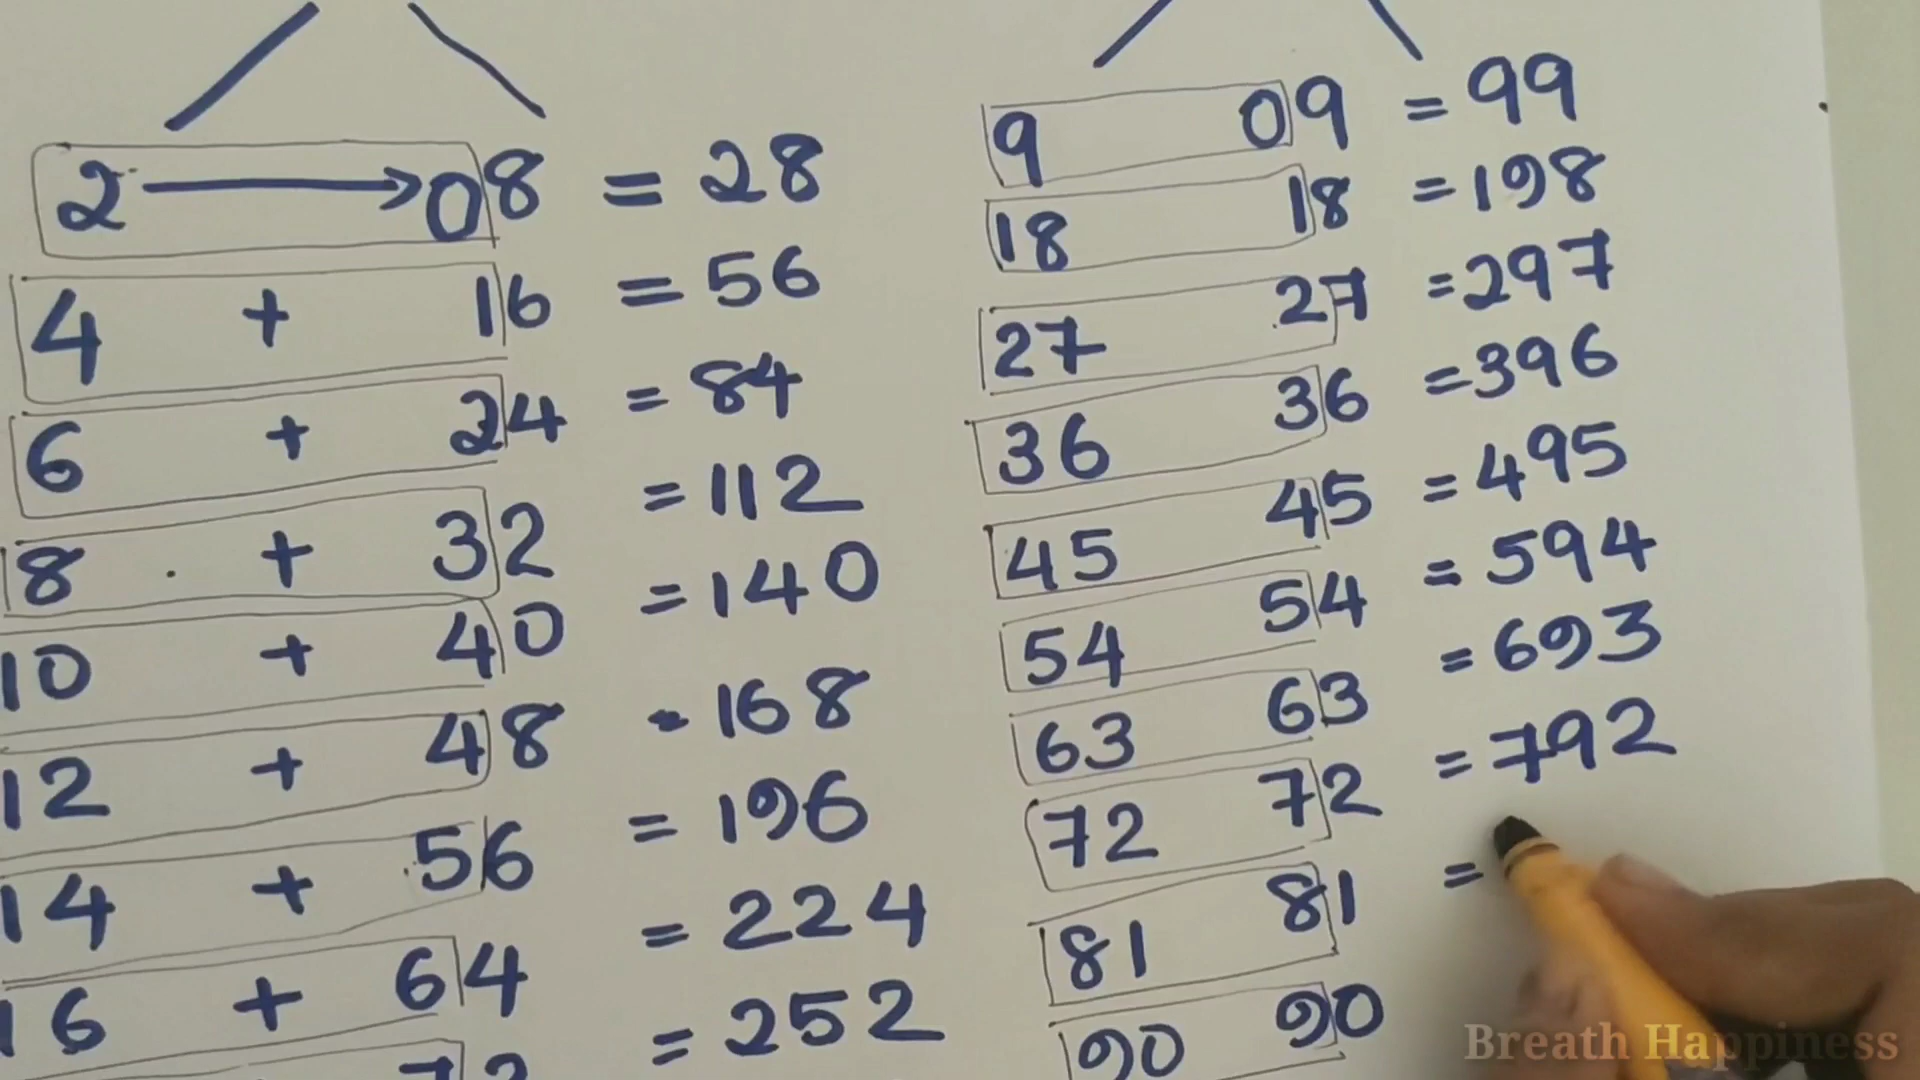 2 → 08 = 28
4 + 16 = 56
6 + 24 = 84
8 + 32 = 112
10 + 40 = 140
12 + 48 = 168
14 + 56 = 196
16 + 64 = 224
72 = 252
9 09 = 99
18 18 = 198
27 27 = 297
36 36 = 396
45 45 = 495
54 54 = 594
63 63 = 693
72 72 = 792
81 81 =
90 90
Breath Happiness